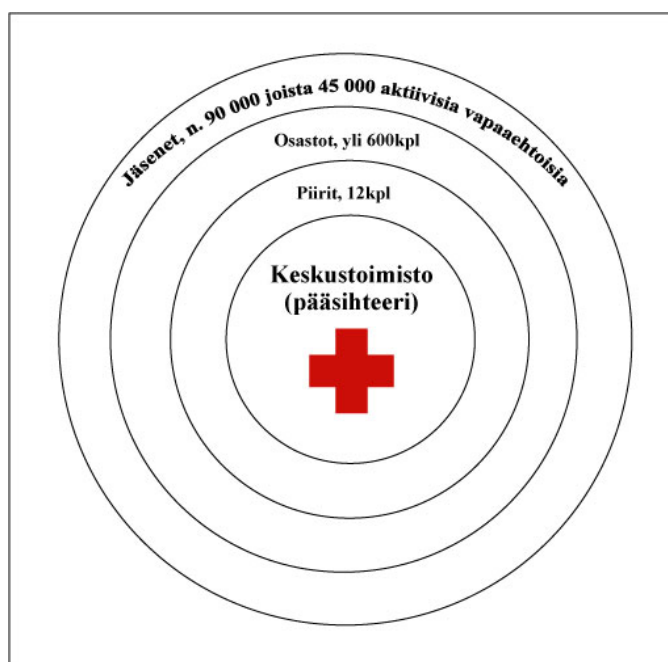 Jäsenet, n. 90 000 joista 45 000 aktiivisia vapaaehtoisia
Osastot, yli 600kpl
Piirit, 12kpl
Keskustoimisto
(pääsihteeri)